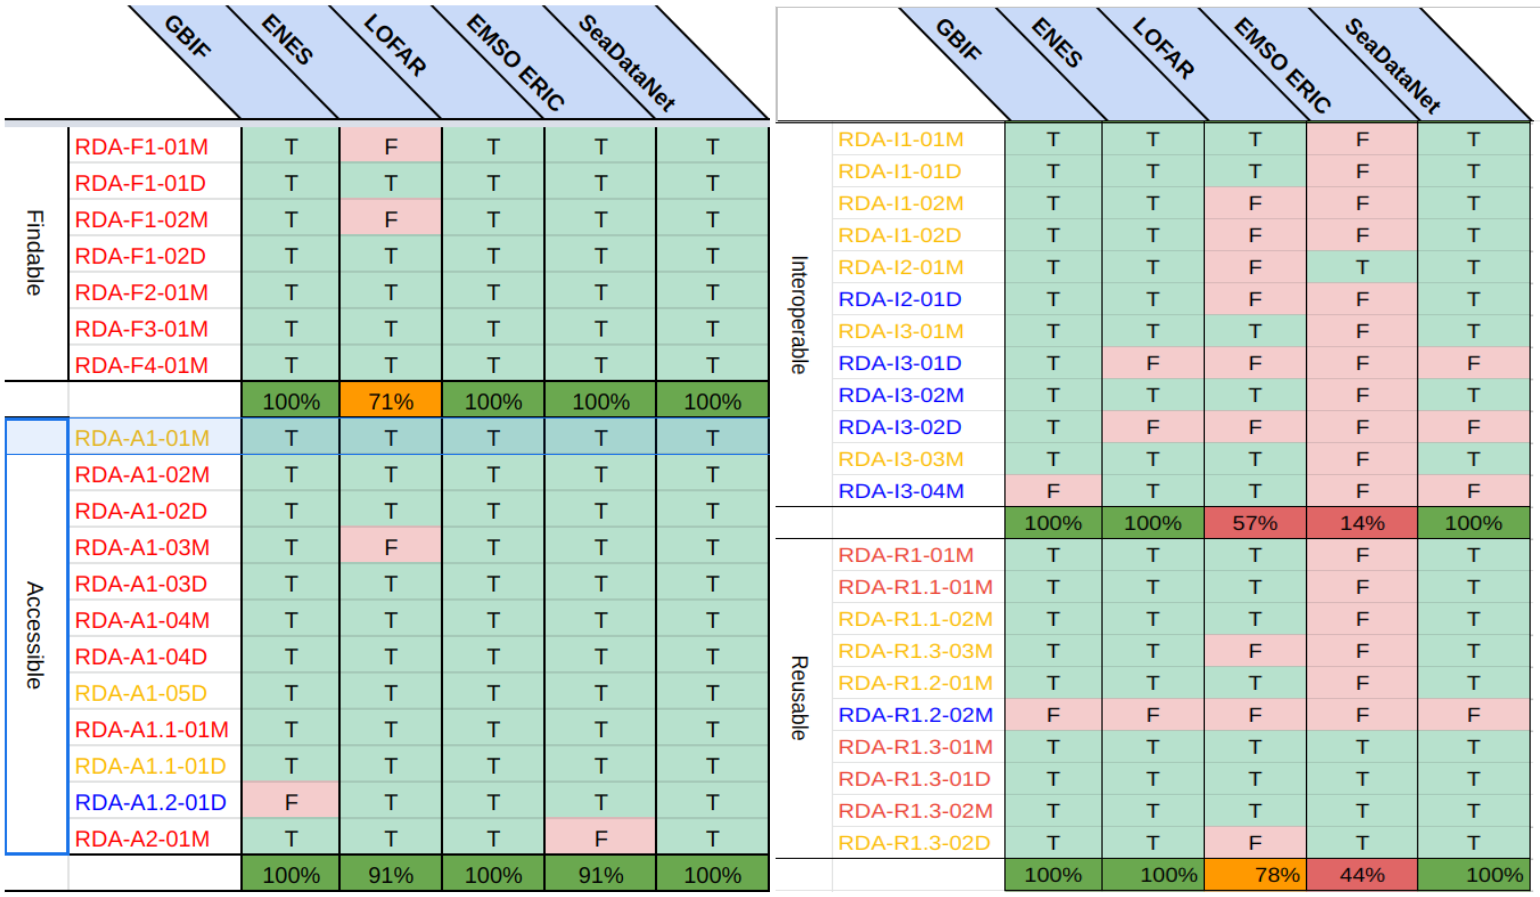 GBIF ENES LOFAR EMSO ERIC SeaDataNet
Findable
RDA-F1-01M T F T T T
RDA-F1-01D T T T T T
RDA-F1-02M T F T T T
RDA-F1-02D T T T T T
RDA-F2-01M T T T T T
RDA-F3-01M T T T T T
RDA-F4-01M T T T T T
100% 71% 100% 100% 100%
Accessible
RDA-A1-01M T T T T T
RDA-A1-02M T T T T T
RDA-A1-02D T T T T T
RDA-A1-03M T F T T T
RDA-A1-03D T T T T T
RDA-A1-04M T T T T T
RDA-A1-04D T T T T T
RDA-A1-05D T T T T T
RDA-A1.1-01M T T T T T
RDA-A1.1-01D T T T T T
RDA-A1.2-01D F T T T T
RDA-A2-01M T T T F T
100% 91% 100% 91% 100%
GBIF ENES LOFAR EMSO ERIC SeaDataNet
Interoperable
RDA-I1-01M T T T F T
RDA-I1-01D T T T F T
RDA-I1-02M T T F F T
RDA-I1-02D T T F F T
RDA-I2-01M T T F T T
RDA-I2-01D T T F F T
RDA-I3-01M T T T F T
RDA-I3-01D T F F F F
RDA-I3-02M T T T F T
RDA-I3-02D T F F F F
RDA-I3-03M T T T F T
RDA-I3-04M F T T F F
100% 100% 57% 14% 100%
Reusable
RDA-R1-01M T T T F T
RDA-R1.1-01M T T T F T
RDA-R1.1-02M T T T F T
RDA-R1.3-03M T T F F T
RDA-R1.2-01M T T T F T
RDA-R1.2-02M F F F F F
RDA-R1.3-01M T T T T T
RDA-R1.3-01D T T T T T
RDA-R1.3-02M T T T T T
RDA-R1.3-02D T T F T T
100% 100% 78% 44% 100%